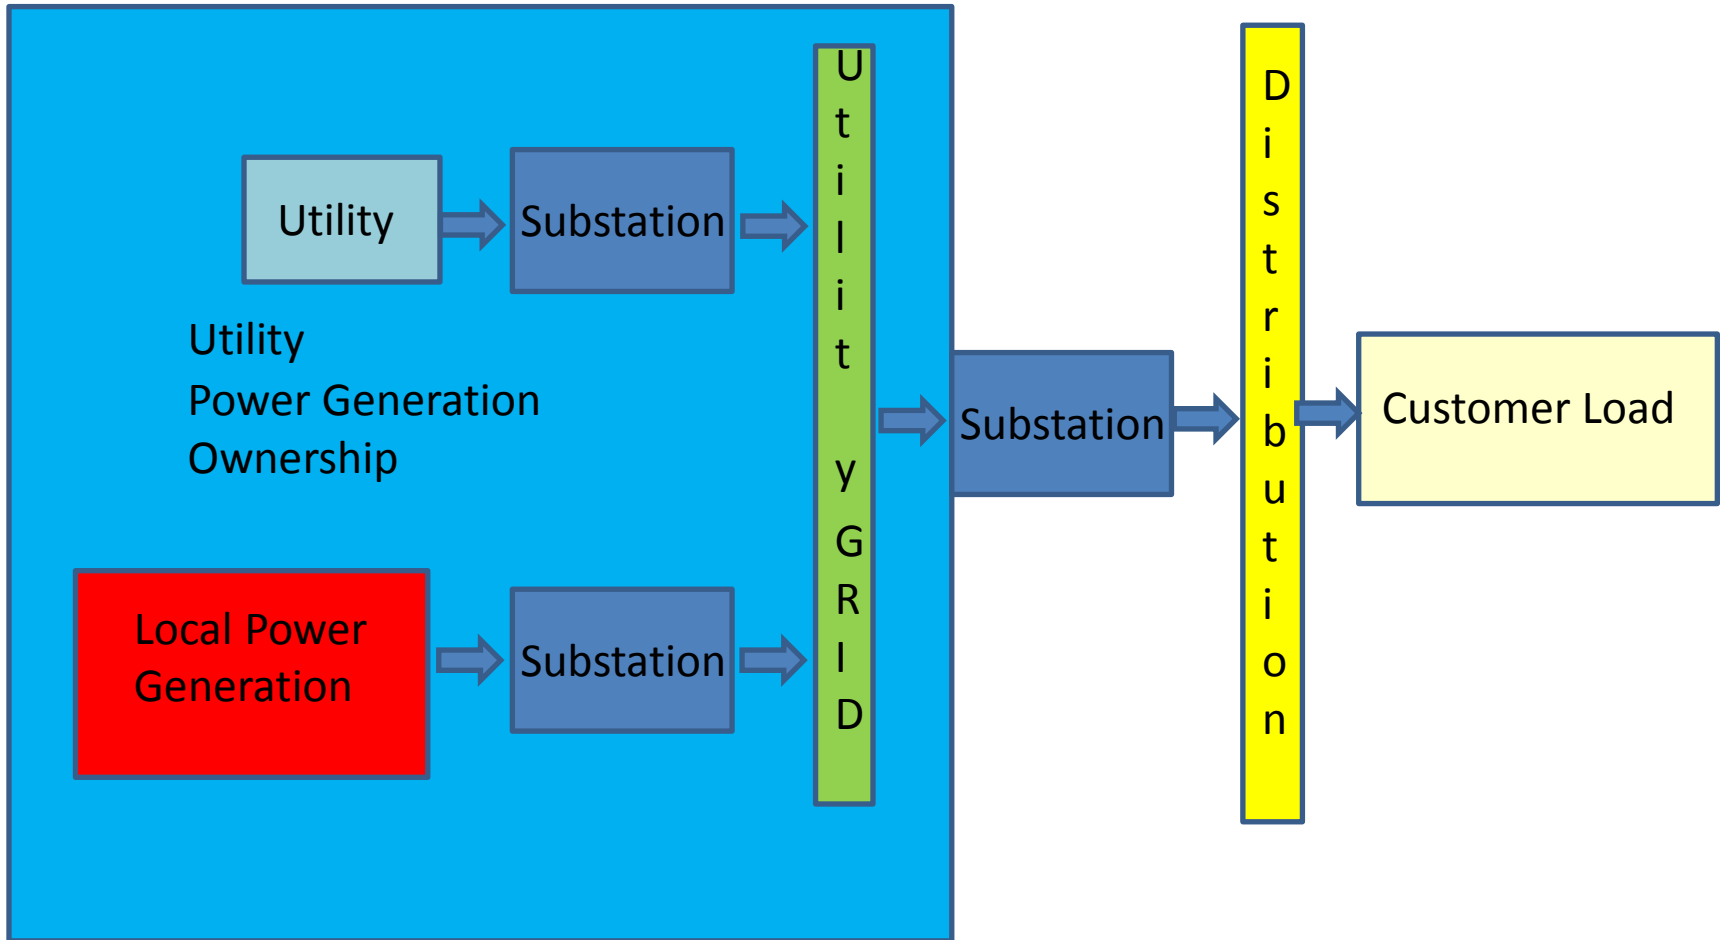 Utility
Substation
Utility GRID
Distribution
Utility
Power Generation
Ownership
Substation
Customer Load
Local Power
Generation
Substation